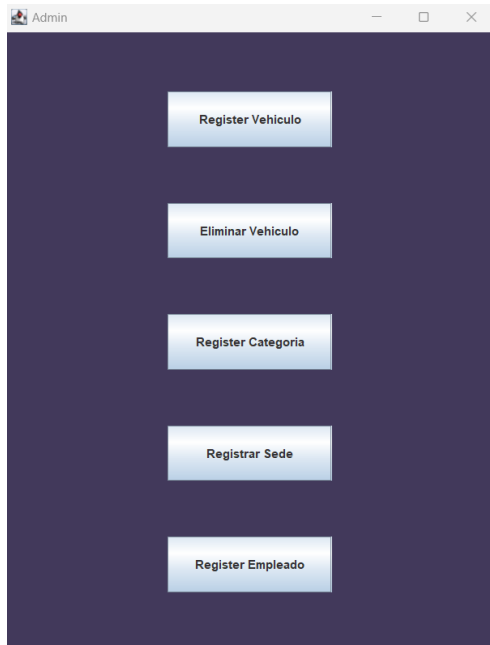 Admin
Register Vehiculo
Eliminar Vehiculo
Register Categoria
Registrar Sede
Register Empleado